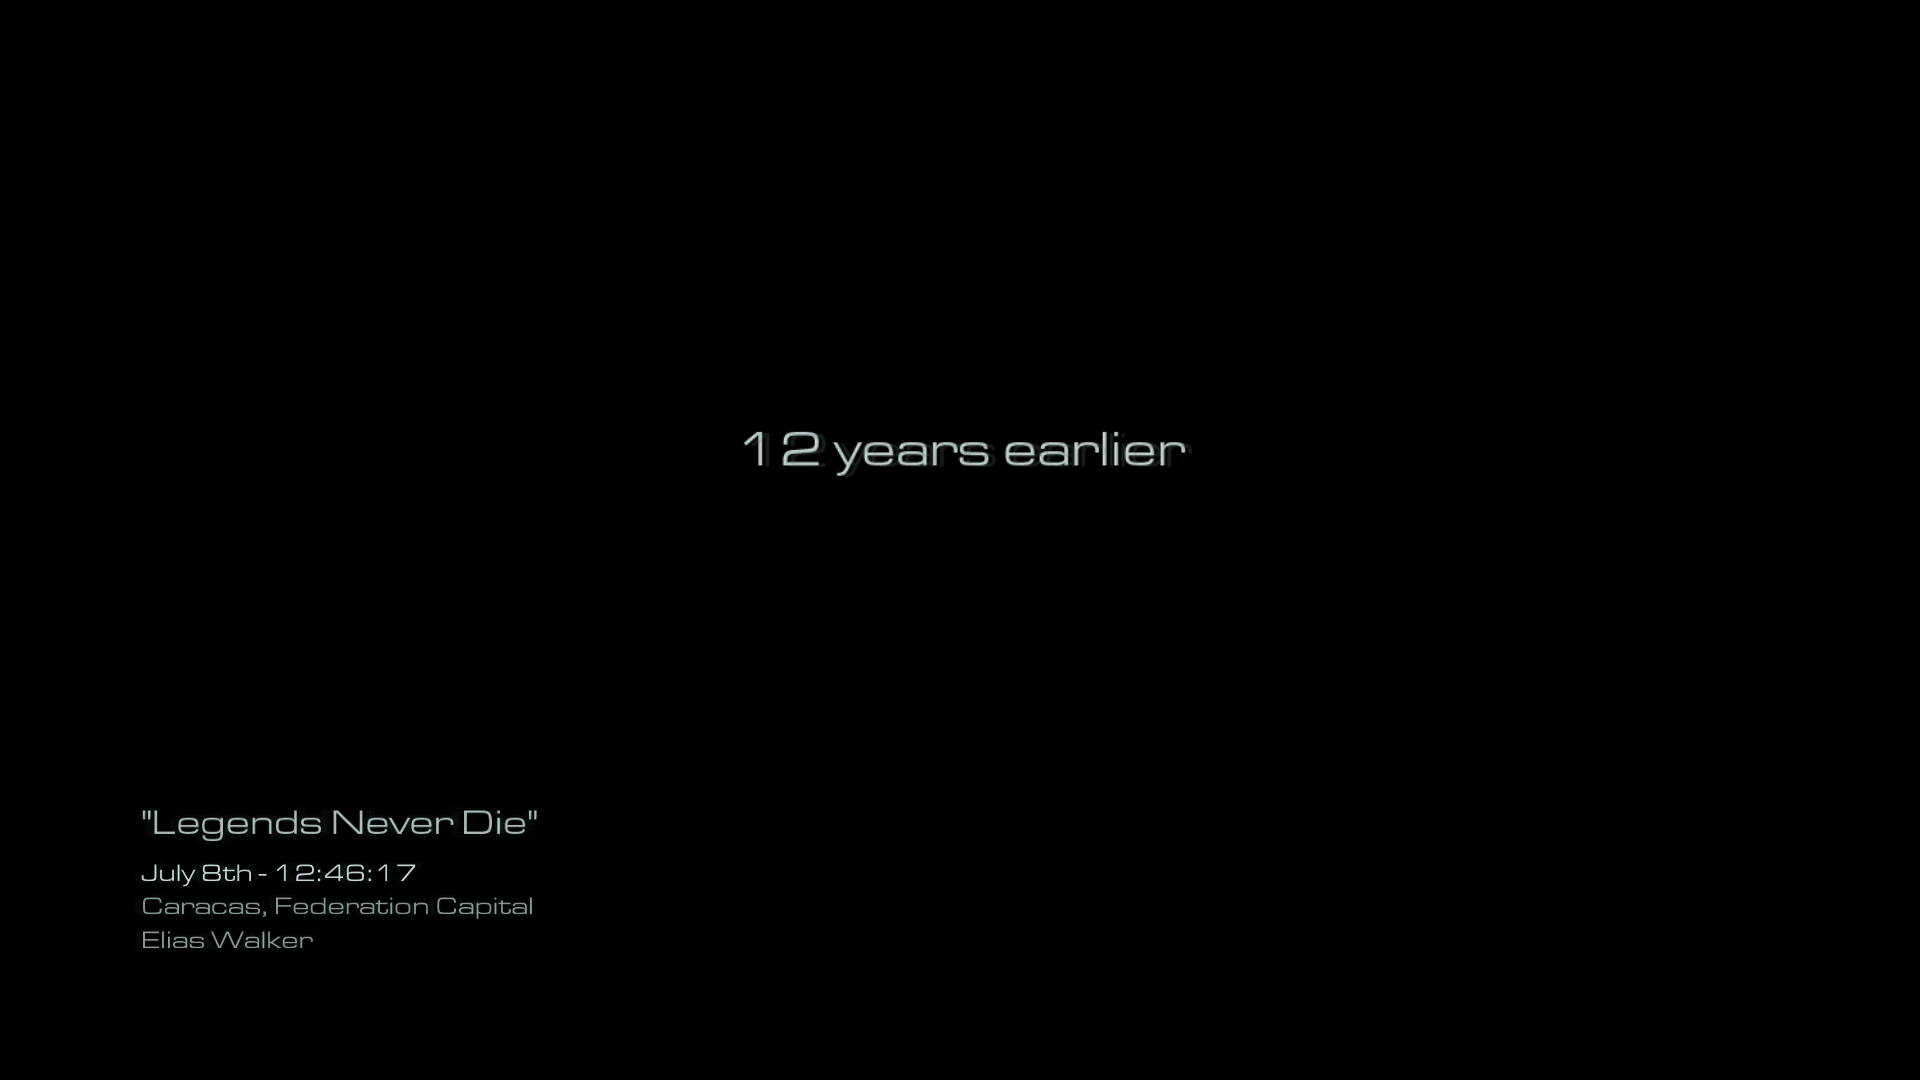 12 years earlier
"Legends Never Die"
July 8th - 12:46:17
Caracas, Federation Capital
Elias Walker